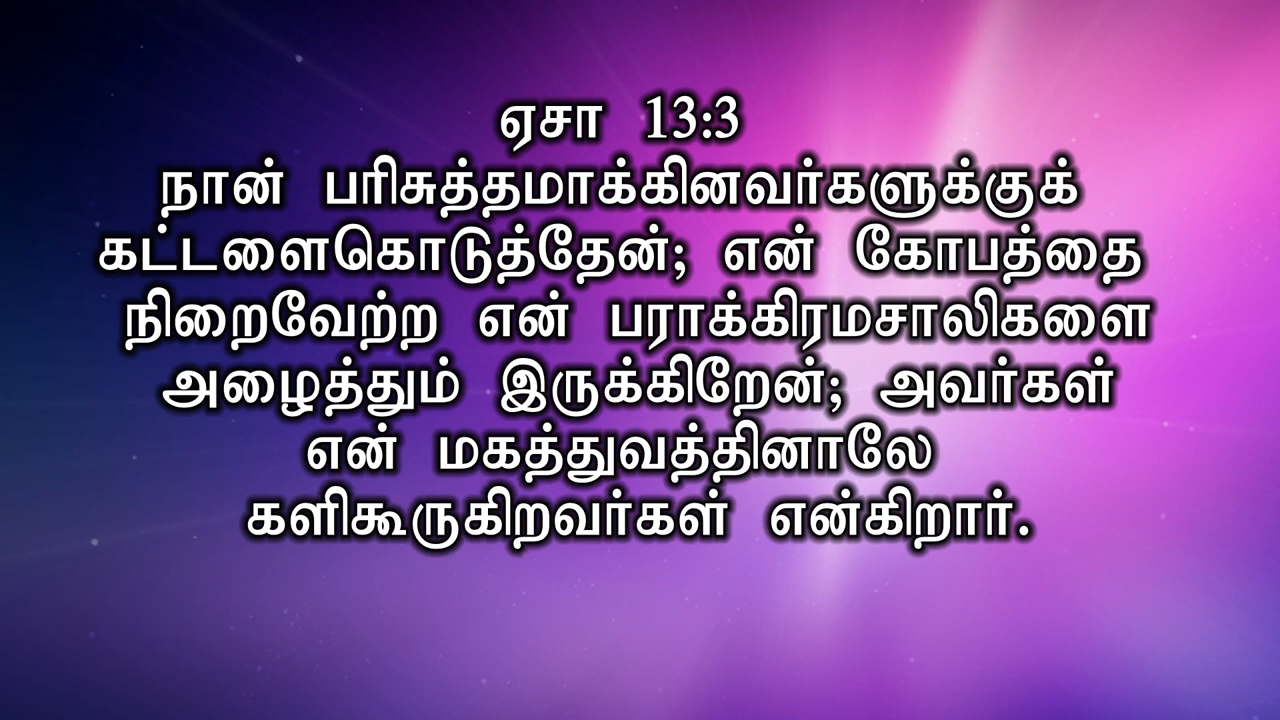 ஏசா 13:3
நான் பரிசுத்தமாக்கினவர்களுக்குக்
கட்டளைகொடுத்தேன்; என் கோபத்தை
நிறைவேற்ற என் பராக்கிரமசாலிகளை
அழைத்தும் இருக்கிறேன்; அவர்கள்
என் மகத்துவத்தினாலே
களிகூருகிறவர்கள் என்கிறார்.